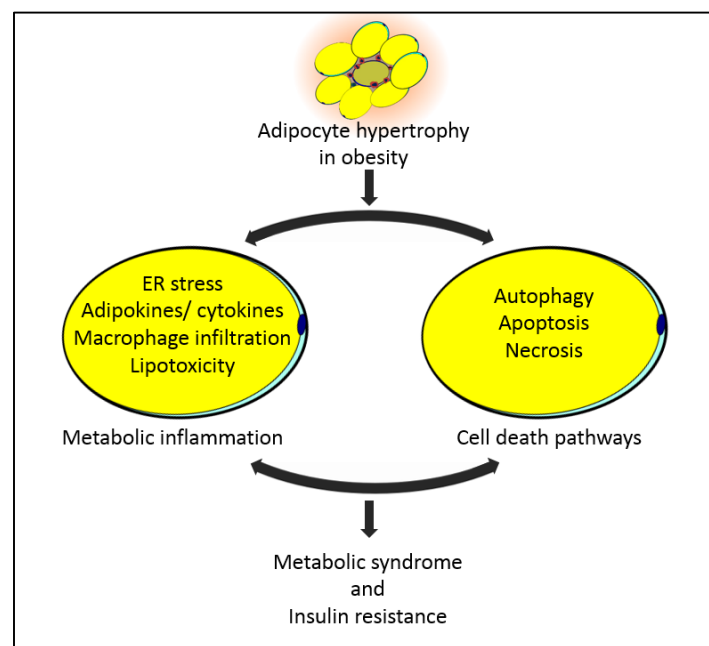 Adipocyte hypertrophy
in obesity
ER stress
Adipokines/ cytokines
Macrophage infiltration
Lipotoxicity
Metabolic inflammation
Autophagy
Apoptosis
Necrosis
Cell death pathways
Metabolic syndrome
and
Insulin resistance